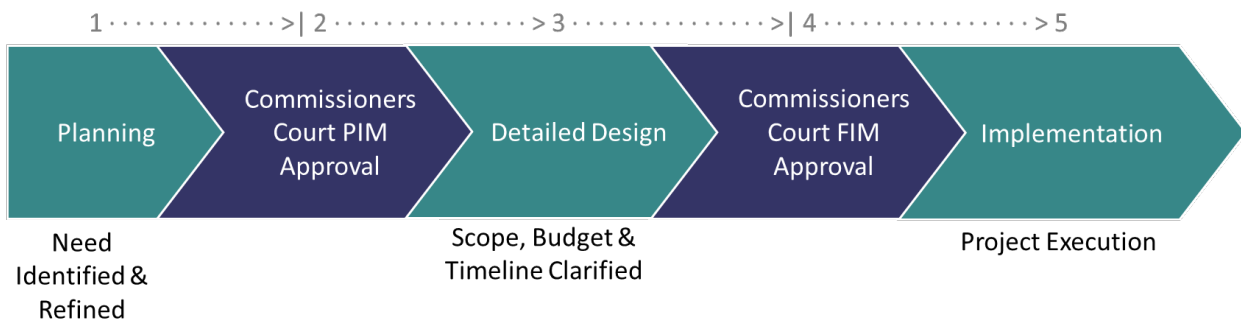 1 · · · · · · · · · · · · · >| 2 · · · · · · · · · · · · · · · > 3 · · · · · · · · · · · · · · >| 4 · · · · · · · · · · · · · · · > 5
Planning
Commissioners
Court PIM
Approval
Detailed Design
Commissioners
Court FIM
Approval
Implementation
Need
Identified &
Refined
Scope, Budget &
Timeline Clarified
Project Execution